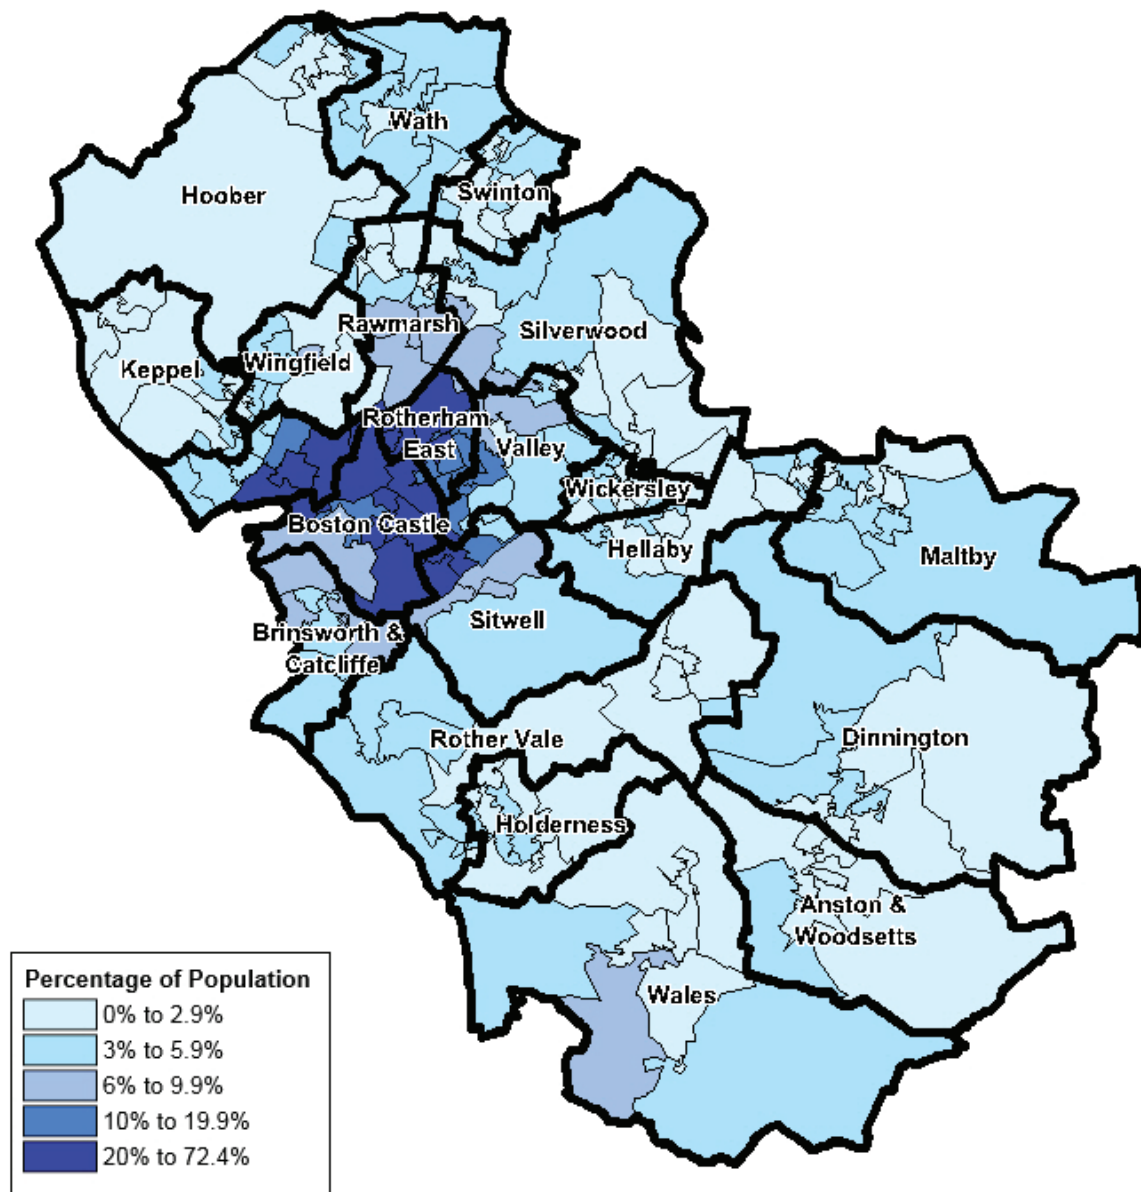 Wath
Hoober
Swinton
Rawmarsh
Silverwood
Keppel
Wingfield
Rotherham
East
Valley
Wickersley
Boston Castle
Hellaby
Maltby
Sitwell
Brinsworth &
Catcliffe
Rother Vale
Dinnington
Holderness
Anston &
Woodsetts
Wales
Percentage of Population
0% to 2.9%
3% to 5.9%
6% to 9.9%
10% to 19.9%
20% to 72.4%